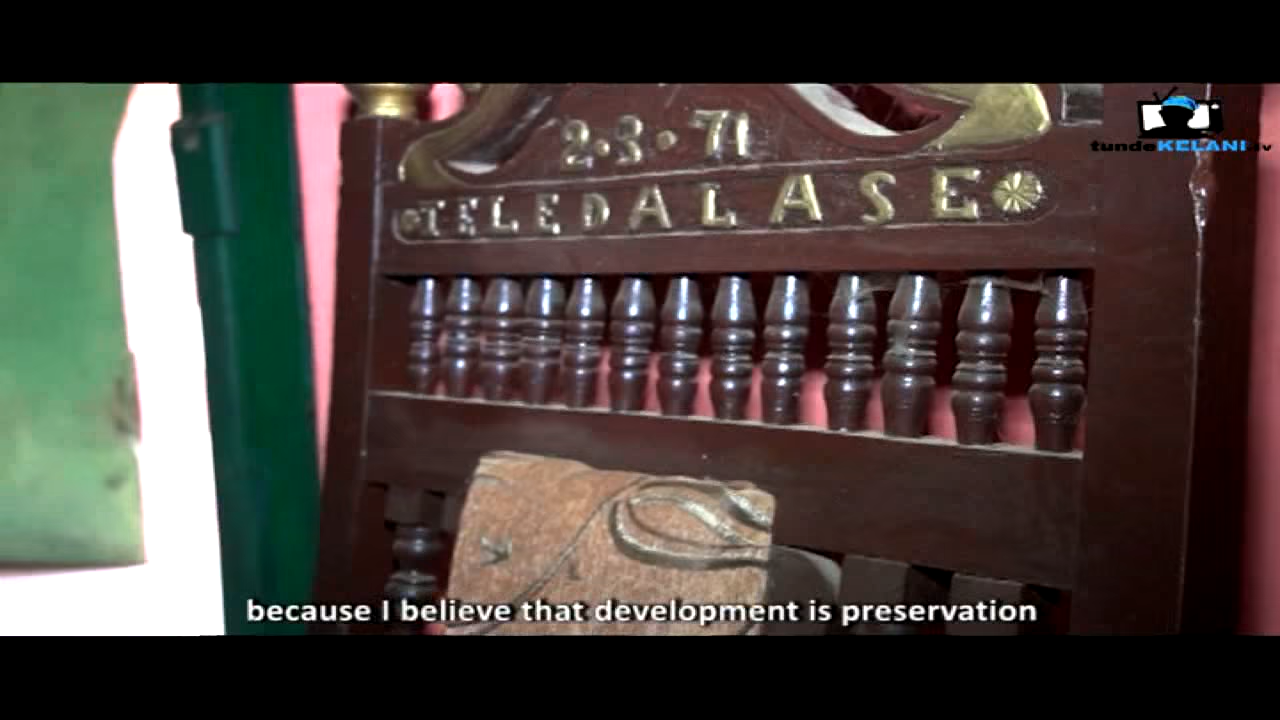 tundeKELANI.tv
2.3.71
TELEDALASE
because I believe that development is preservation